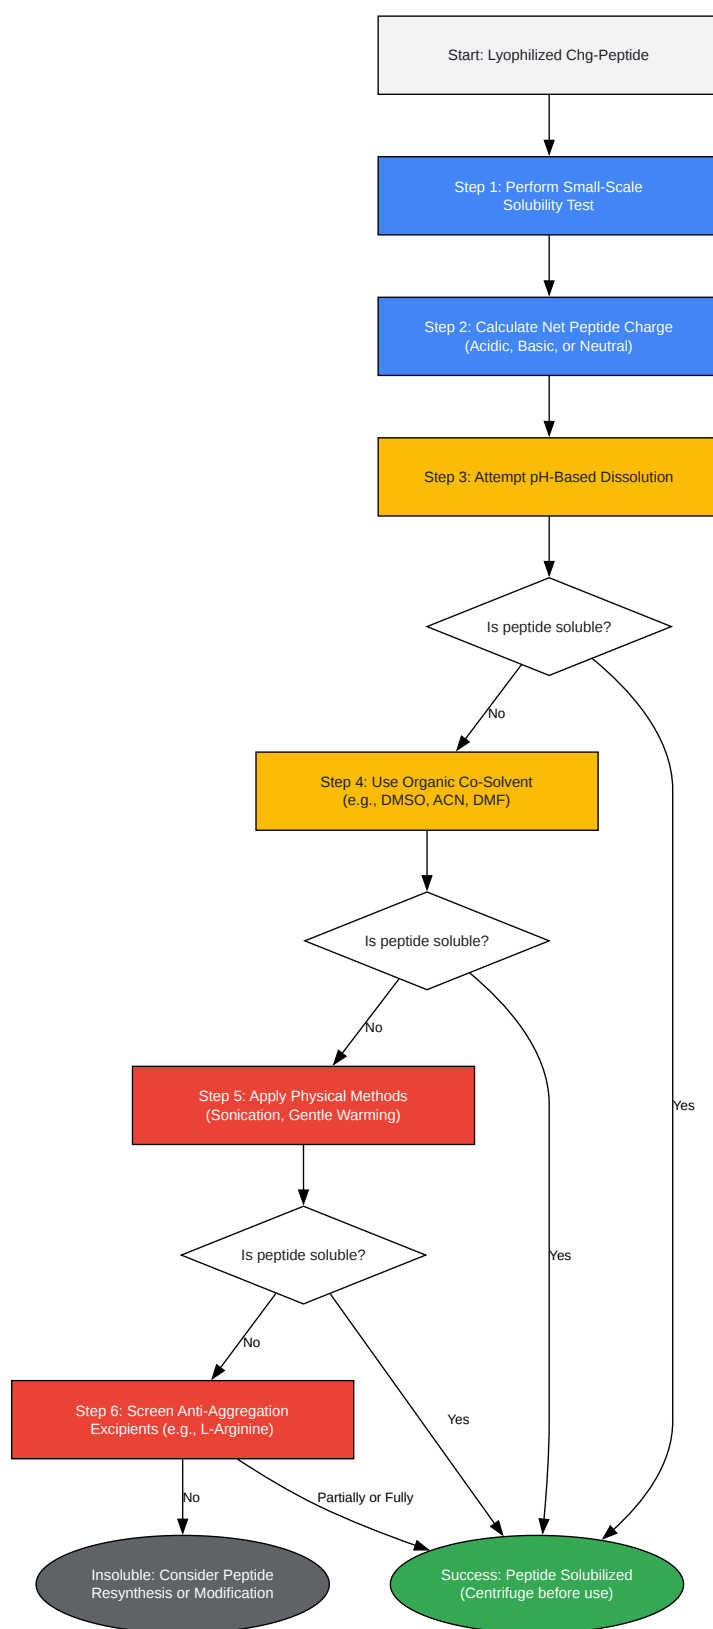 Start: Lyophilized Chg-Peptide
Step 1: Perform Small-Scale
Solubility Test
Step 2: Calculate Net Peptide Charge
(Acidic, Basic, or Neutral)
Step 3: Attempt pH-Based Dissolution
Is peptide soluble?
No
Step 4: Use Organic Co-Solvent
(e.g., DMSO, ACN, DMF)
Is peptide soluble?
No
Step 5: Apply Physical Methods
(Sonication, Gentle Warming)
Yes
Is peptide soluble?
Yes
No
Step 6: Screen Anti-Aggregation
Excipients (e.g., L-Arginine)
Yes
No
Partially or Fully
Insoluble: Consider Peptide
Resynthesis or Modification
Success: Peptide Solubilized
(Centrifuge before use)